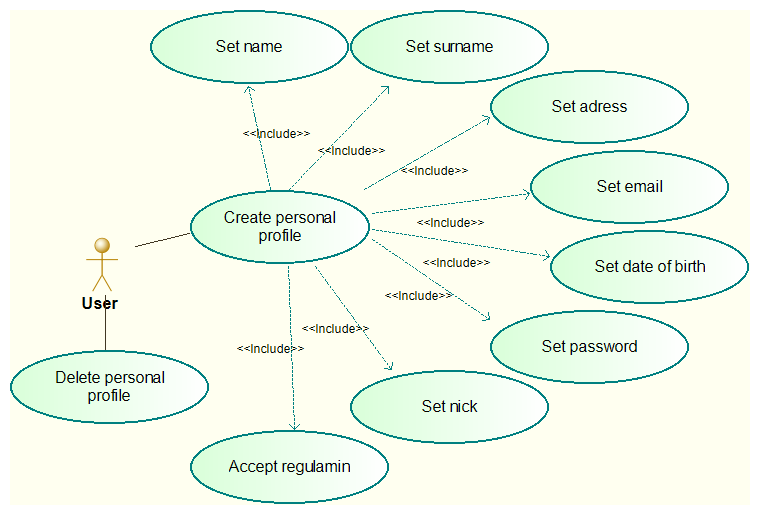 Set name
Set surname
Set adress
<<Include>>
<<Include>>
<<Include>>
Set email
Create personal
profile
<<Include>>
<<Include>>
Set date of birth
User
<<Include>>
<<Include>>
<<Include>>
Set password
Delete personal
profile
Set nick
Accept regulamin